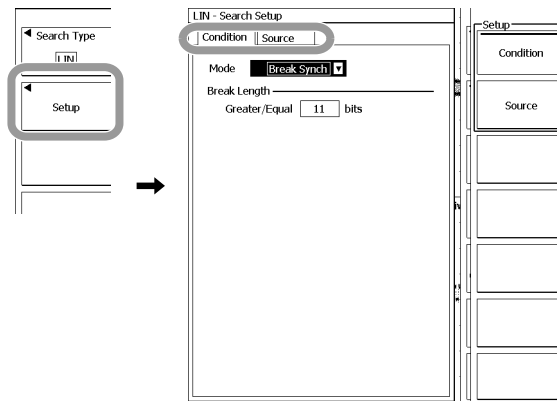 Search Type
LIN
Setup
LIN - Search Setup
Condition
Source
Mode
Break Synch
Break Length
Greater/Equal 11 bits
Setup
Condition
Source